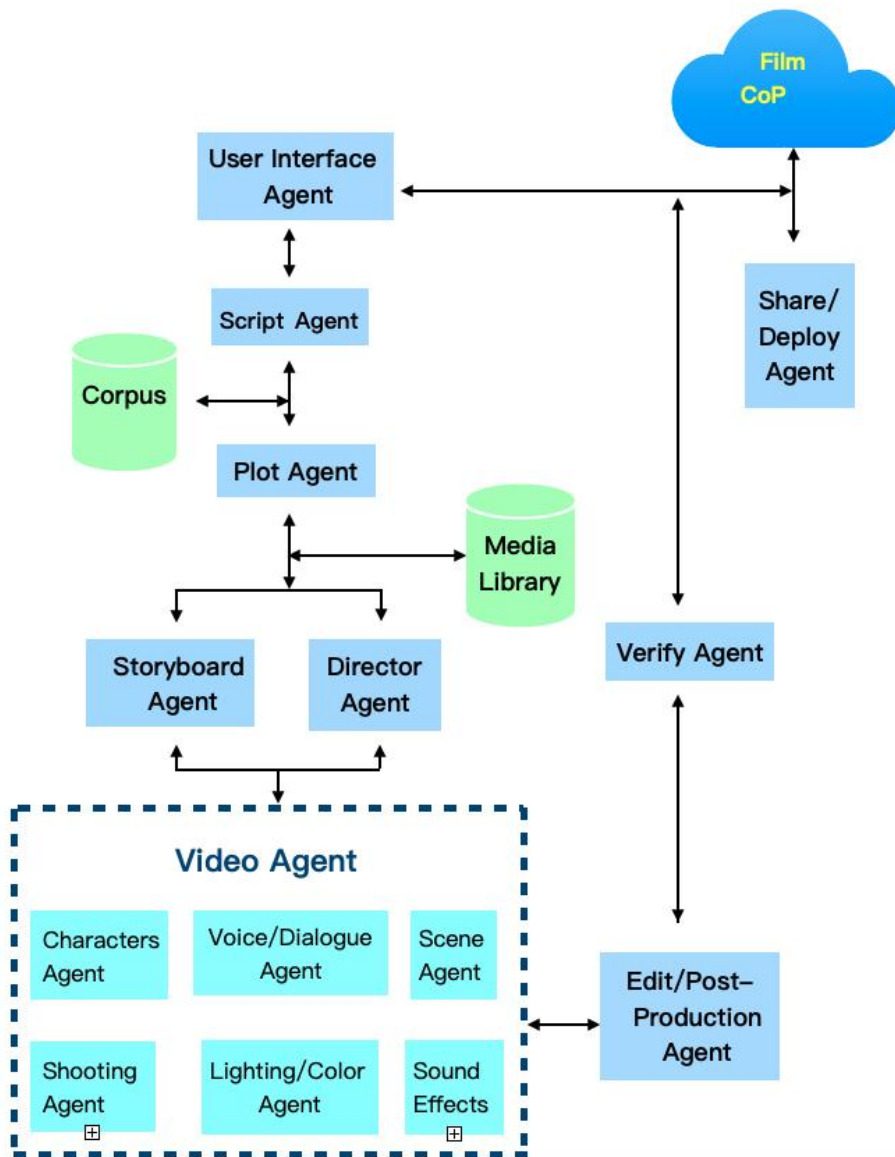 Film
CoP
User Interface
Agent
Script Agent
Share/
Deploy
Agent
Corpus
Plot Agent
Media
Library
Storyboard
Agent
Director
Agent
Verify Agent
Video Agent
Characters
Agent
Voice/Dialogue
Agent
Scene
Agent
Edit/Post-
Production
Agent
Shooting
Agent
Lighting/Color
Agent
Sound
Effects